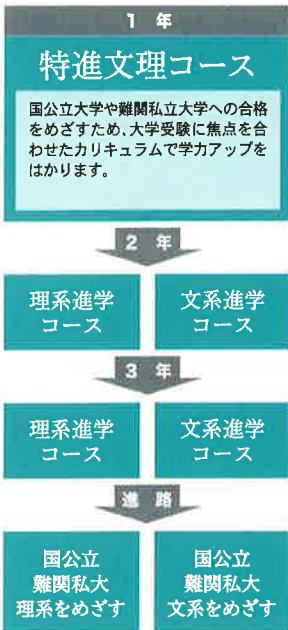 1 年
特進文理コース
国公立大学や難関私立大学への合格
をめざすため、大学受験に焦点を合
わせたカリキュラムで学力アップを
はかります。
2 年
理系進学
コース
文系進学
コース
3 年
理系進学
コース
文系進学
コース
進 路
国公立
難関私大
理系をめざす
国公立
難関私大
文系をめざす